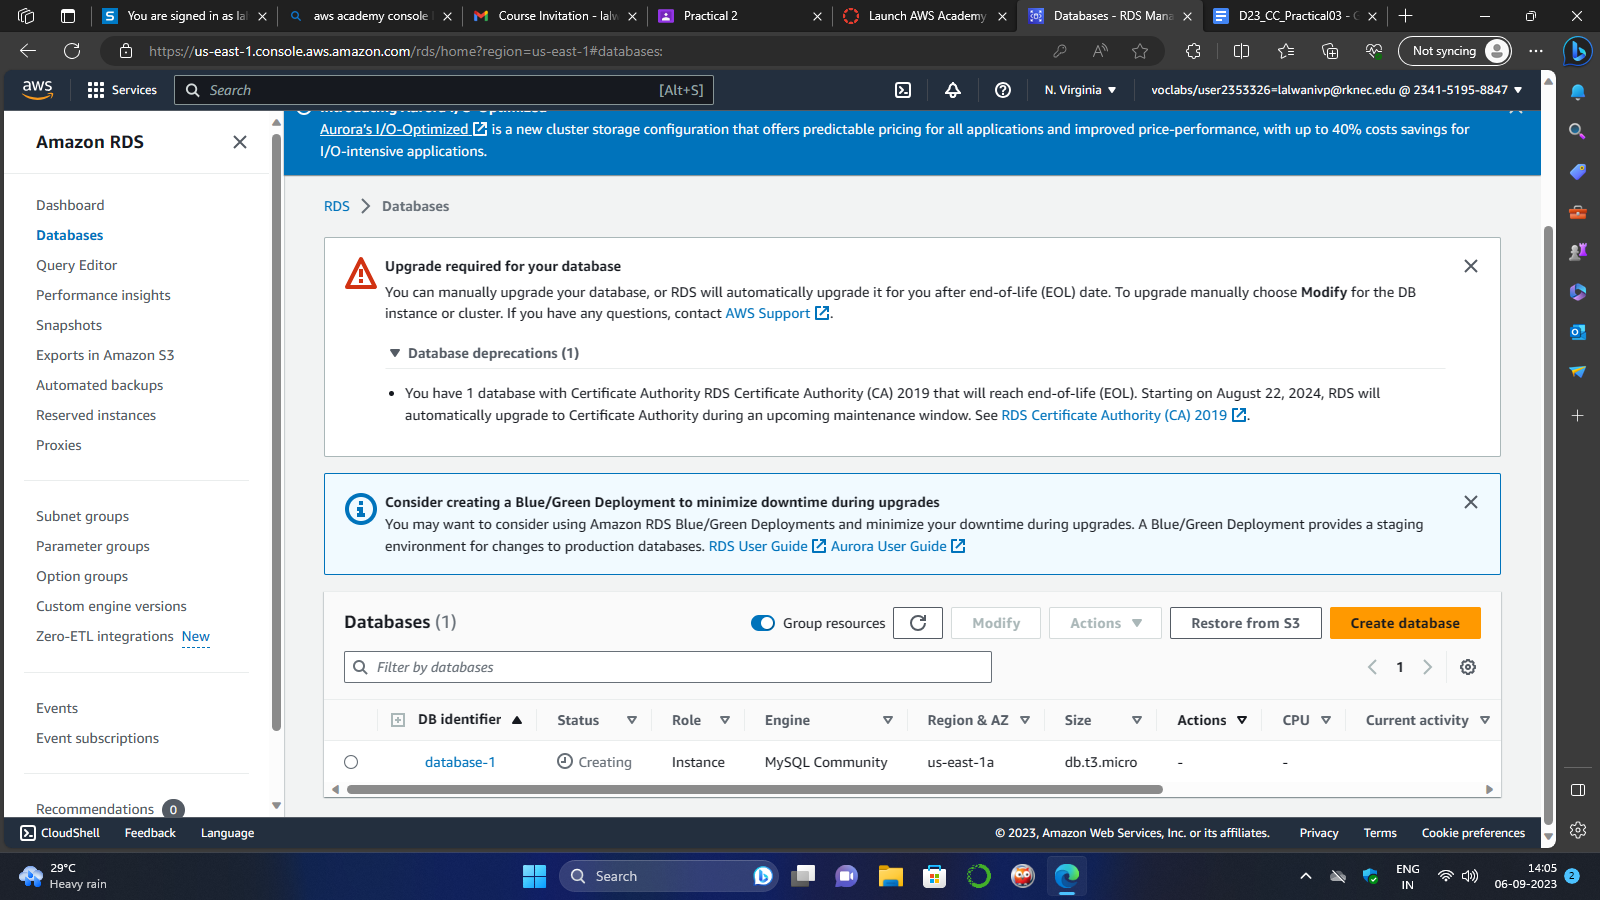 You are signed in as lal
aws academy console l
Course Invitation - lalw
Practical 2
Launch AWS Academy
Databases - RDS Mana
D23_CC_Practical03 - G
https://us-east-1.console.aws.amazon.com/rds/home?region=us-east-1#databases:
Not syncing
aws
Services
Search
[Alt+S]
N. Virginia
voclabs/user2353326=lalwanivp@rknec.edu @ 2341-5195-8847
Amazon RDS
Dashboard
Databases
Query Editor
Performance insights
Snapshots
Exports in Amazon S3
Automated backups
Reserved instances
Proxies
Subnet groups
Parameter groups
Option groups
Custom engine versions
Zero-ETL integrations New
Events
Event subscriptions
Recommendations 0
Introducing Aurora I/O-Optimized
Aurora's I/O-Optimized is a new cluster storage configuration that offers predictable pricing for all applications and improved price-performance, with up to 40% costs savings for
I/O-intensive applications.
RDS > Databases
Upgrade required for your database
You can manually upgrade your database, or RDS will automatically upgrade it for you after end-of-life (EOL) date. To upgrade manually choose Modify for the DB
instance or cluster. If you have any questions, contact AWS Support.
Database deprecations (1)
• You have 1 database with Certificate Authority RDS Certificate Authority (CA) 2019 that will reach end-of-life (EOL). Starting on August 22, 2024, RDS will
automatically upgrade to Certificate Authority during an upcoming maintenance window. See RDS Certificate Authority (CA) 2019.
Consider creating a Blue/Green Deployment to minimize downtime during upgrades
You may want to consider using Amazon RDS Blue/Green Deployments and minimize your downtime during upgrades. A Blue/Green Deployment provides a staging
environment for changes to production databases. RDS User Guide Aurora User Guide
Databases (1)
Group resources
Modify
Actions
Restore from S3
Create database
Filter by databases
1
DB identifier
Status
Role
Engine
Region & AZ
Size
Actions
CPU
Current activity
database-1
Creating
Instance
MySQL Community
us-east-1a
db.t3.micro
-
-
CloudShell
Feedback
Language
© 2023, Amazon Web Services, Inc. or its affiliates.
Privacy
Terms
Cookie preferences
29°C
Heavy rain
Search
ENG
IN
14:05
06-09-2023
2